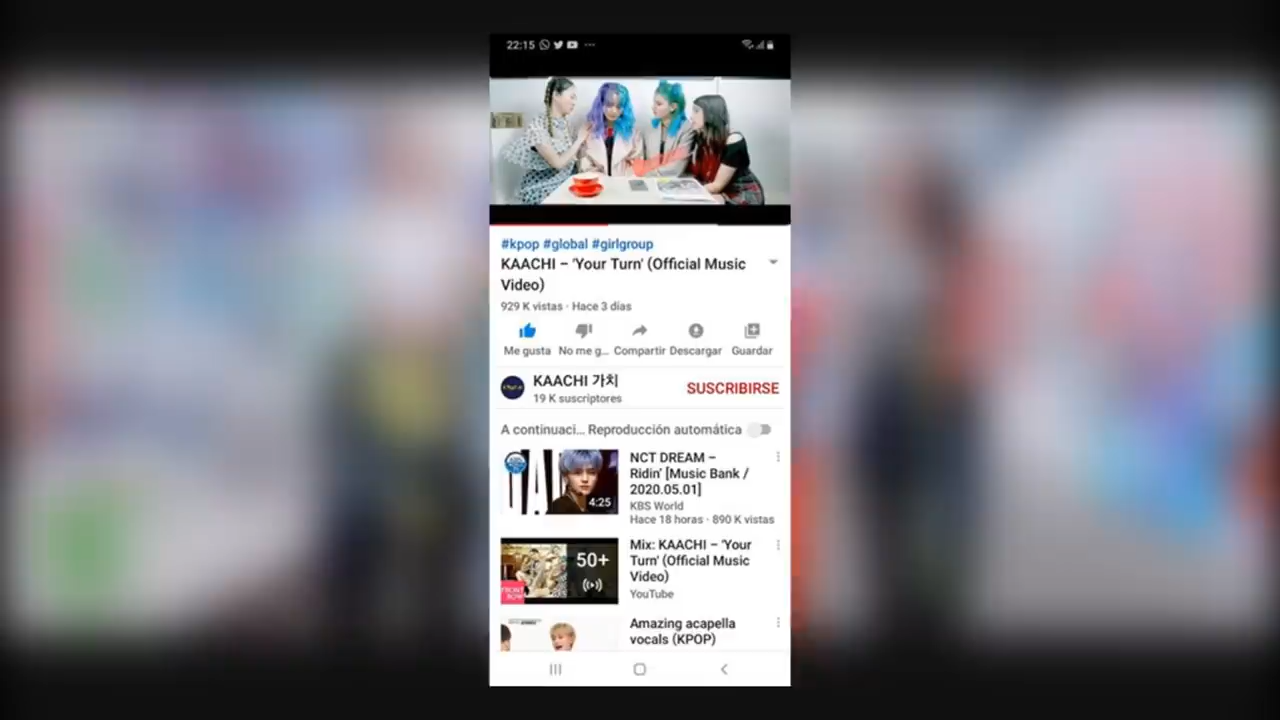 22:15
#kpop #global #girlgroup
KAACHI – 'Your Turn' (Official Music
Video)
929 K vistas · Hace 3 días
Me gusta No me g... Compartir Descargar Guardar
KAACHI 가치
19 K suscriptores
SUSCRIBIRSE
A continuaci... Reproducción automática
NCT DREAM –
Ridin' [Music Bank /
2020.05.01]
KBS World
Hace 18 horas · 890 K vistas
4:25
Mix: KAACHI – 'Your
Turn' (Official Music
Video)
YouTube
50+
FRONT
ROW
Amazing acapella
vocals (KPOP)